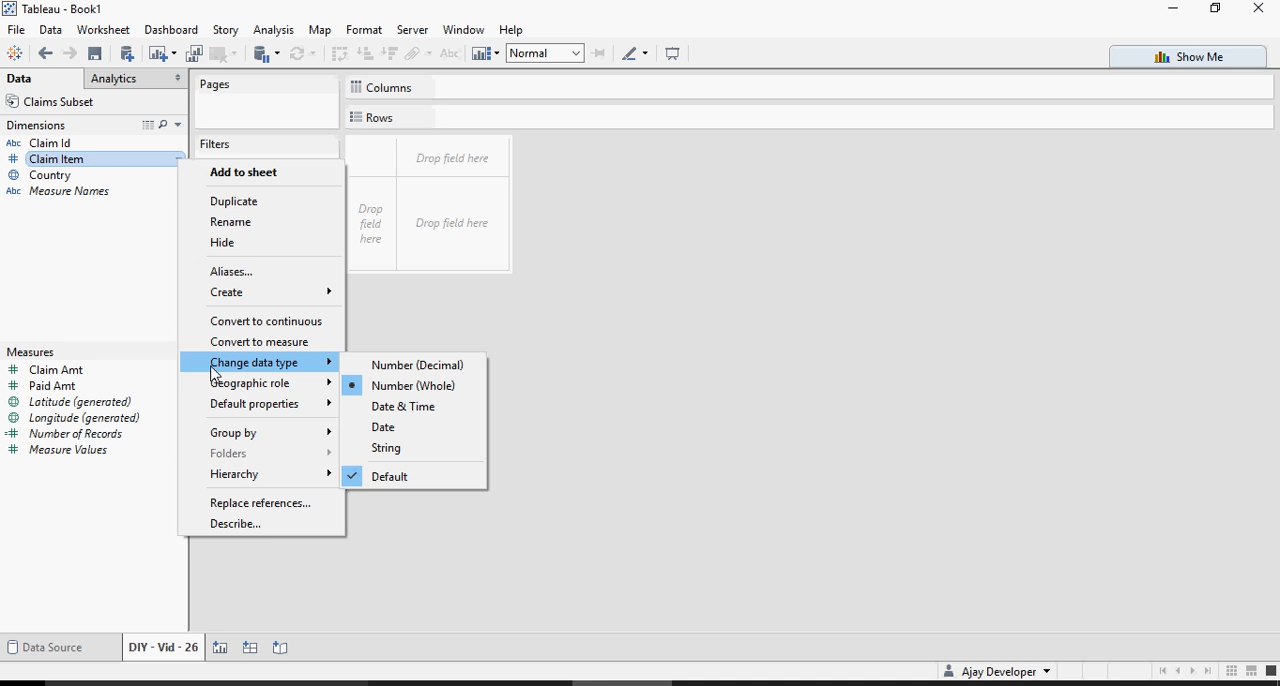 Tableau - Book1
File Data Worksheet Dashboard Story Analysis Map Format Server Window Help
Abc Normal Show Me
Data Analytics
Claims Subset
Dimensions
Abc Claim Id
# Claim Item
Country
Abc Measure Names
Measures
# Claim Amt
# Paid Amt
Latitude (generated)
Longitude (generated)
=# Number of Records
# Measure Values
Pages
Filters
Columns
Rows
Drop field here
Drop
field
here
Drop field here
Add to sheet
Duplicate
Rename
Hide
Aliases...
Create
Convert to continuous
Convert to measure
Change data type
Geographic role
Default properties
Group by
Folders
Hierarchy
Replace references...
Describe...
Number (Decimal)
Number (Whole)
Date & Time
Date
String
Default
Data Source DIY - Vid - 26
Ajay Developer